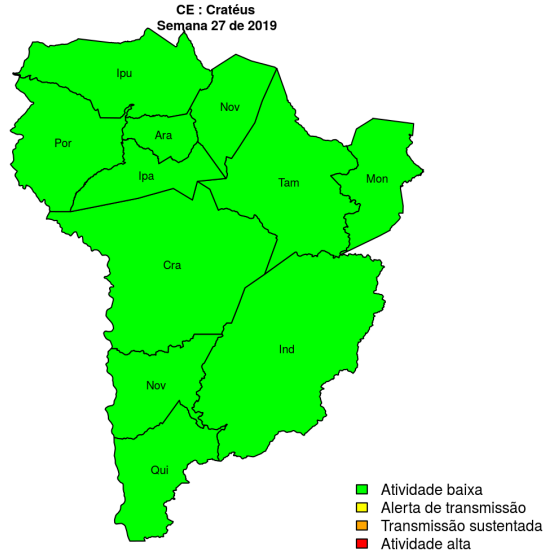 CE : Cratéus
Semana 27 de 2019
Ipu
Nov
Por
Ara
Ipa
Tam
Mon
Cra
Ind
Nov
Qui
Atividade baixa
Alerta de transmissão
Transmissão sustentada
Atividade alta